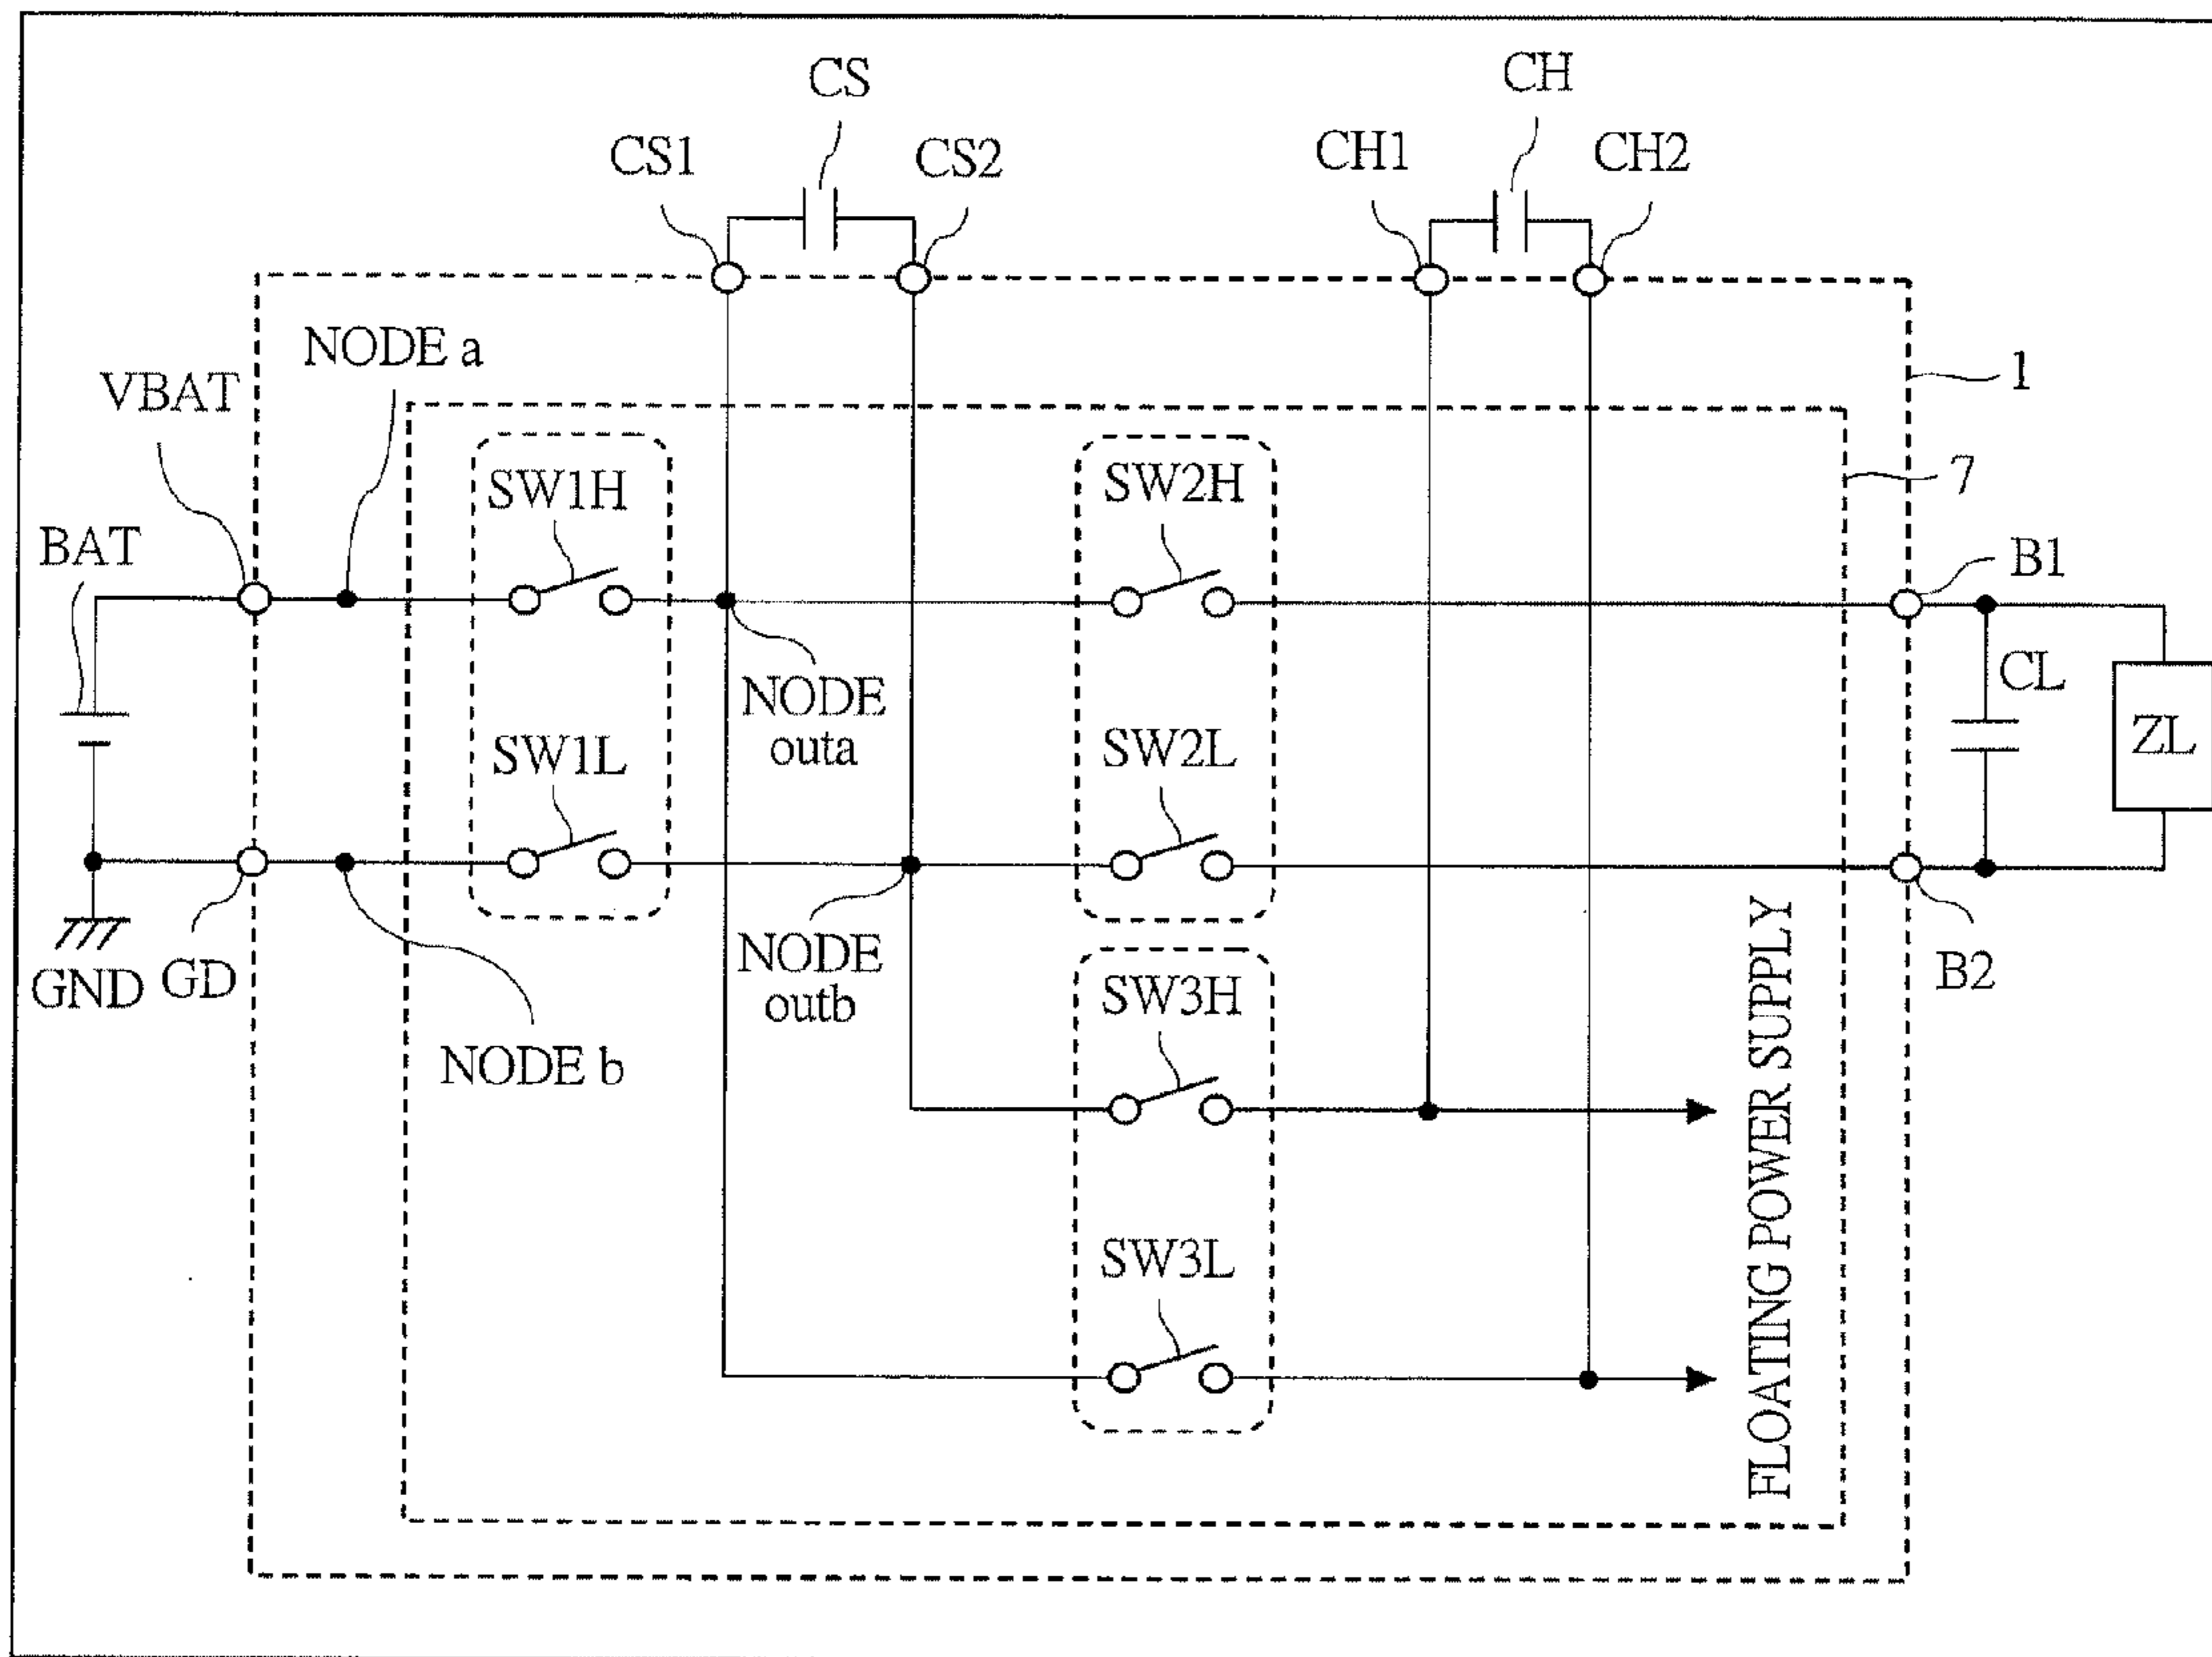 CS
CH
CS1
CS2
CH1
CH2
NODE a
VBAT
1
SW1H
SW2H
7
BAT
B1
NODE
outa
CL
SW1L
SW2L
ZL
GND
GD
NODE
outb
SW3H
B2
NODE b
SW3L
FLOATING POWER SUPPLY